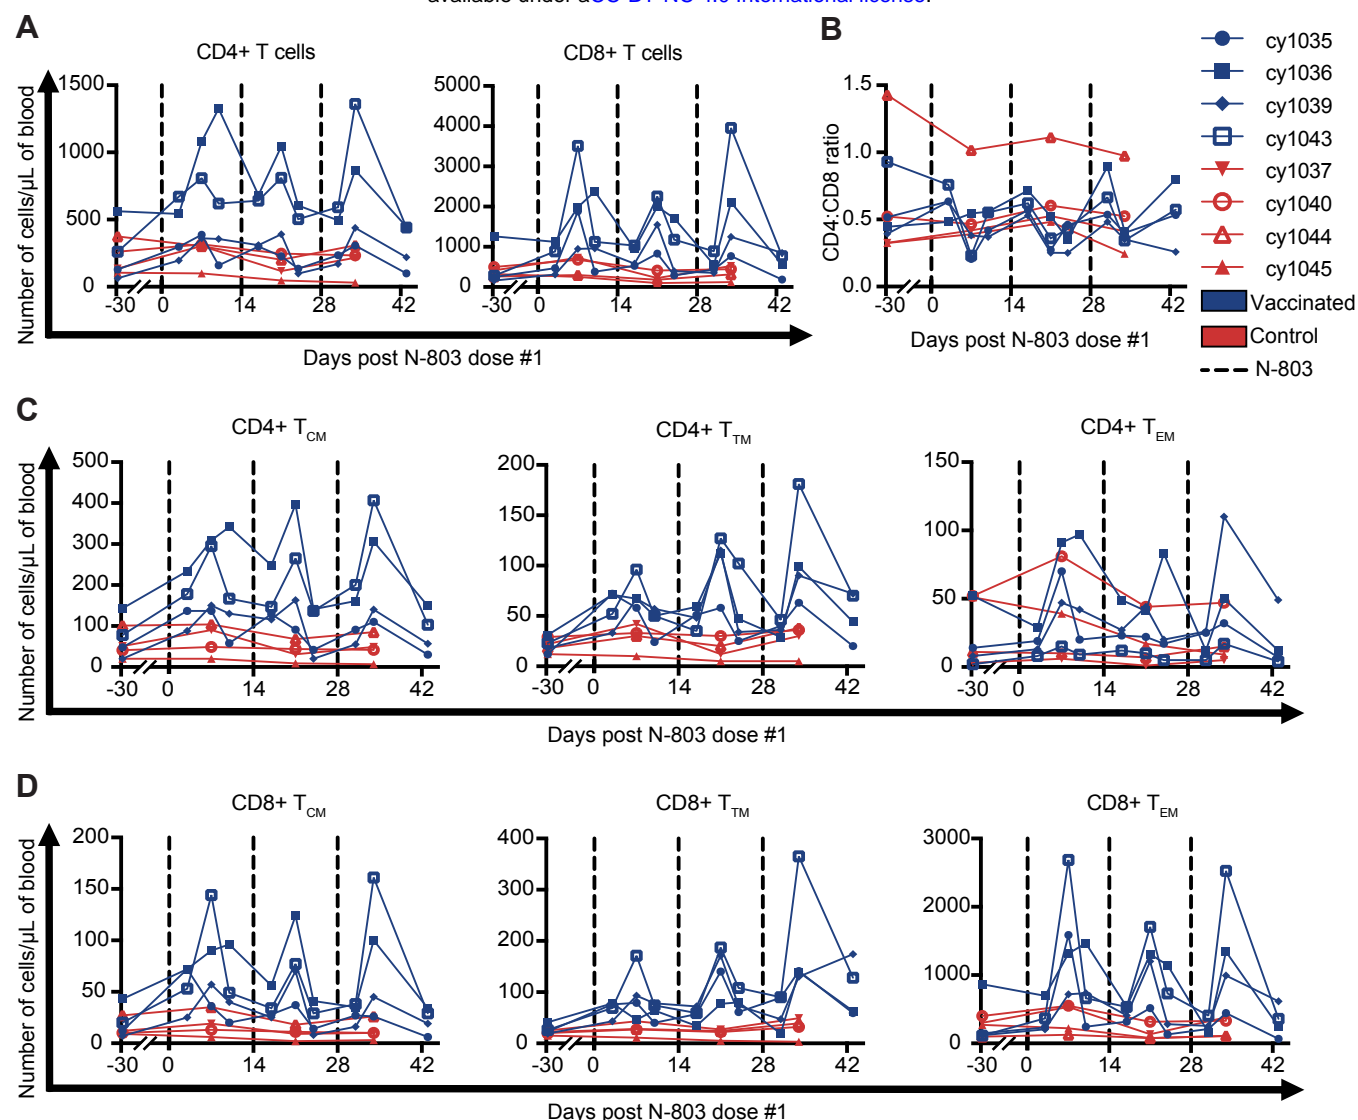 A
CD4+ T cells
CD8+ T cells
Number of cells/µL of blood
1500
1000
500
0
-30 0 14 28 42
5000
4000
3000
2000
1000
0
-30 0 14 28 42
Days post N-803 dose #1
B
CD4:CD8 ratio
1.5
1.0
0.5
0.0
-30 0 14 28 42
Days post N-803 dose #1
cy1035
cy1036
cy1039
cy1043
cy1037
cy1040
cy1044
cy1045
Vaccinated
Control
N-803
C
CD4+ TCM
CD4+ TTM
CD4+ TEM
Number of cells/µL of blood
500
400
300
200
100
0
-30 0 14 28 42
200
150
100
50
0
-30 0 14 28 42
150
100
50
0
-30 0 14 28 42
Days post N-803 dose #1
D
CD8+ TCM
CD8+ TTM
CD8+ TEM
Number of cells/µL of blood
200
150
100
50
0
-30 0 14 28 42
400
300
200
100
0
-30 0 14 28 42
3000
2000
1000
0
-30 0 14 28 42
Days post N-803 dose #1